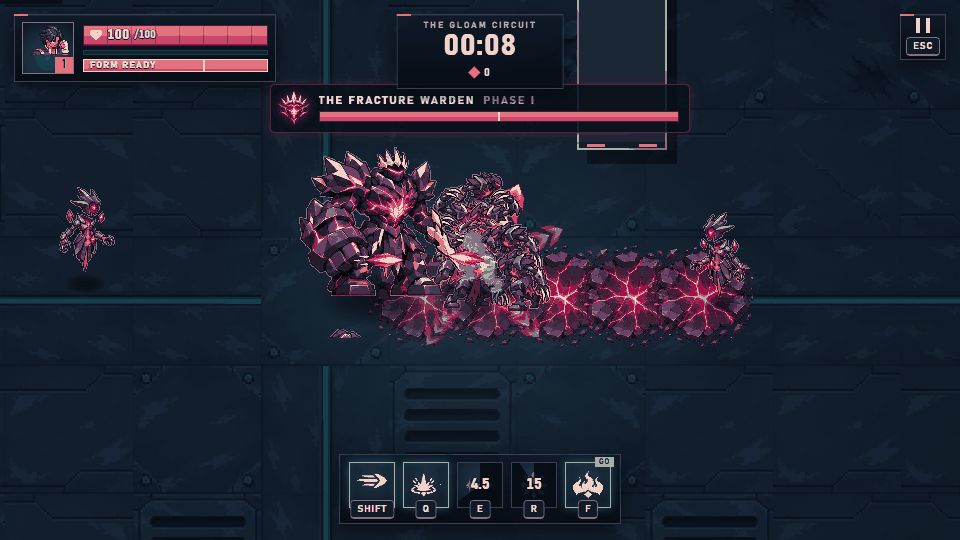 100 /100
FORM READY
1
THE GLOAM CIRCUIT
00:08
0
ESC
THE FRACTURE WARDEN PHASE I
4.5
15
GO
SHIFT
Q
E
R
F